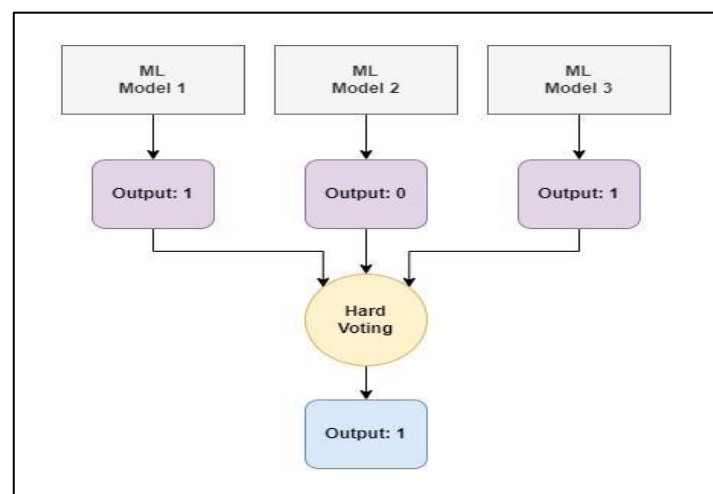 ML
Model 1
ML
Model 2
ML
Model 3
Output: 1
Output: 0
Output: 1
Hard
Voting
Output: 1